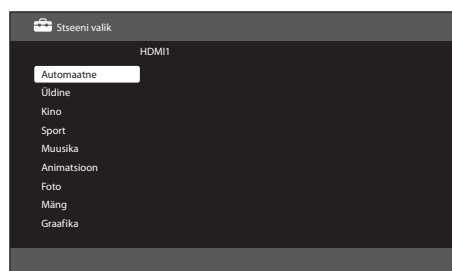 Stseeni valik
HDMI1
Automaatne
Üldine
Kino
Sport
Muusika
Animatsioon
Foto
Mäng
Graafika